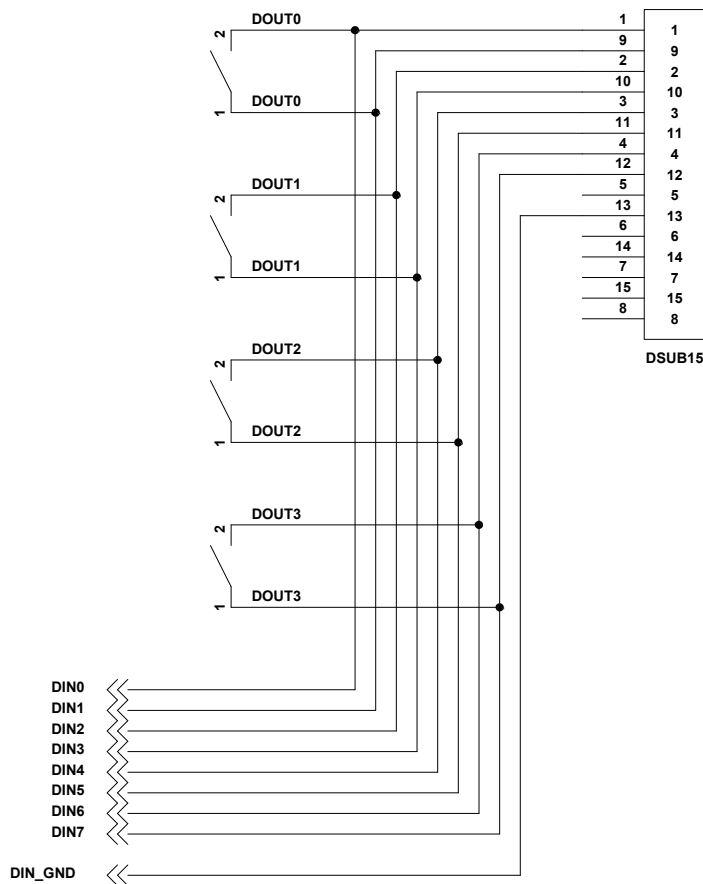 DOUT0
2
1
DOUT0
DOUT1
2
1
DOUT1
DOUT2
2
1
DOUT2
DOUT3
2
1
DOUT3
DIN0
DIN1
DIN2
DIN3
DIN4
DIN5
DIN6
DIN7
DIN_GND
1 1
9 9
2 2
10 10
3 3
11 11
4 4
12 12
5 5
13 13
6 6
14 14
7 7
15 15
8 8
DSUB15